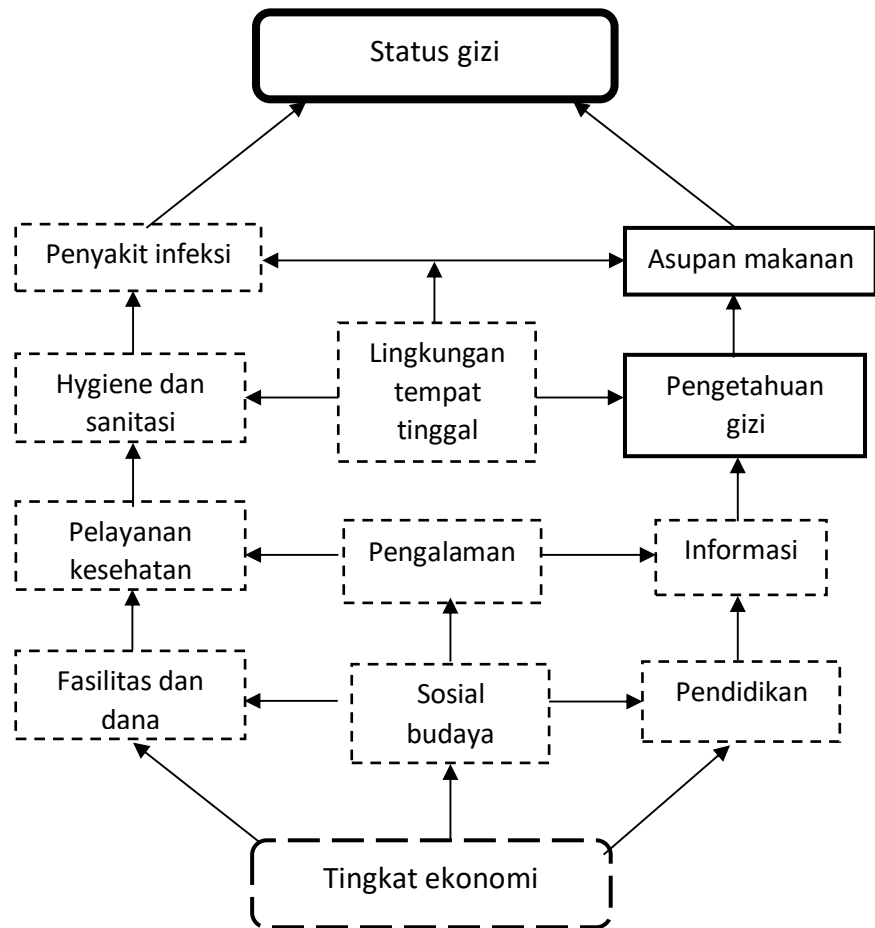 Status gizi
Penyakit infeksi
Asupan makanan
Hygiene dan
sanitasi
Lingkungan
tempat
tinggal
Pengetahuan
gizi
Pelayanan
kesehatan
Pengalaman
Informasi
Fasilitas dan
dana
Sosial
budaya
Pendidikan
Tingkat ekonomi